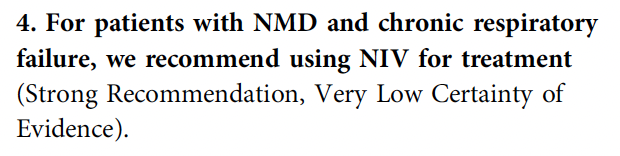 4. For patients with NMD and chronic respiratory
failure, we recommend using NIV for treatment
(Strong Recommendation, Very Low Certainty of
Evidence).